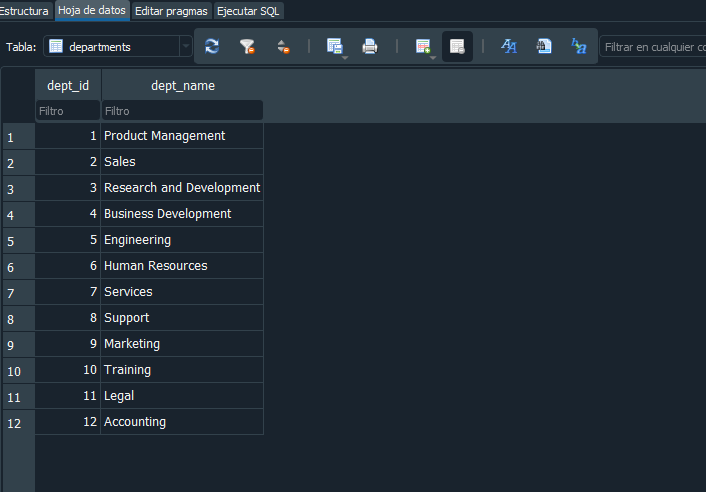 Estructura Hoja de datos Editar pragmas Ejecutar SQL
Tabla: departments Filtrar en cualquier co
dept_id dept_name
Filtro Filtro
1 1 Product Management
2 2 Sales
3 3 Research and Development
4 4 Business Development
5 5 Engineering
6 6 Human Resources
7 7 Services
8 8 Support
9 9 Marketing
10 10 Training
11 11 Legal
12 12 Accounting